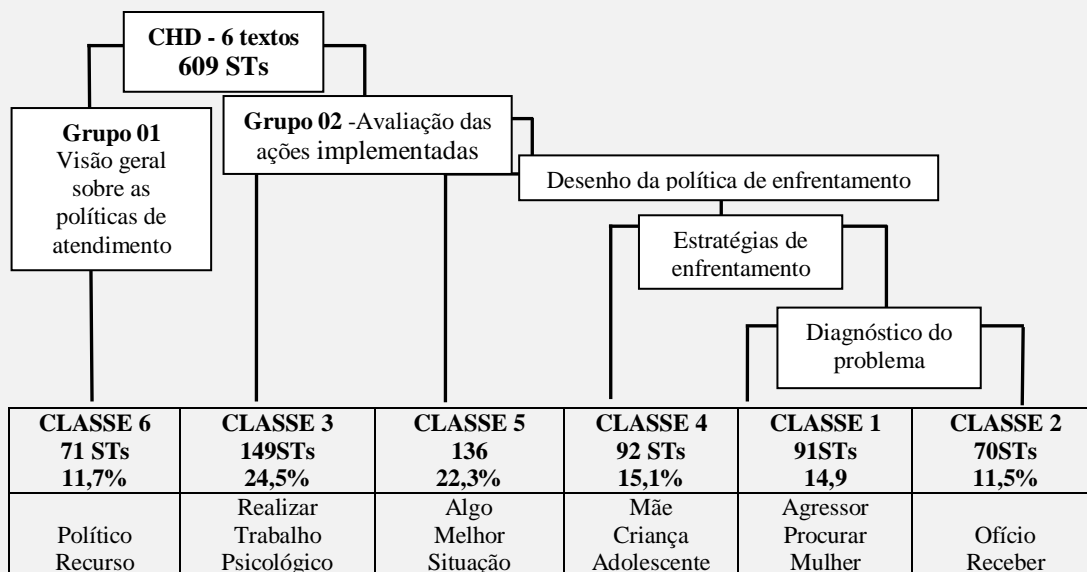 CHD - 6 textos
609 STs
Grupo 01
Visão geral
sobre as
políticas de
atendimento
Grupo 02 -Avaliação das
ações implementadas
Desenho da política de enfrentamento
Estratégias de
enfrentamento
Diagnóstico do
problema
CLASSE 6
71 STs
11,7%
CLASSE 3
149STs
24,5%
CLASSE 5
136
22,3%
CLASSE 4
92 STs
15,1%
CLASSE 1
91STs
14,9
CLASSE 2
70STs
11,5%
Político
Recurso
Realizar
Trabalho
Psicológico
Algo
Melhor
Situação
Mãe
Criança
Adolescente
Agressor
Procurar
Mulher
Ofício
Receber